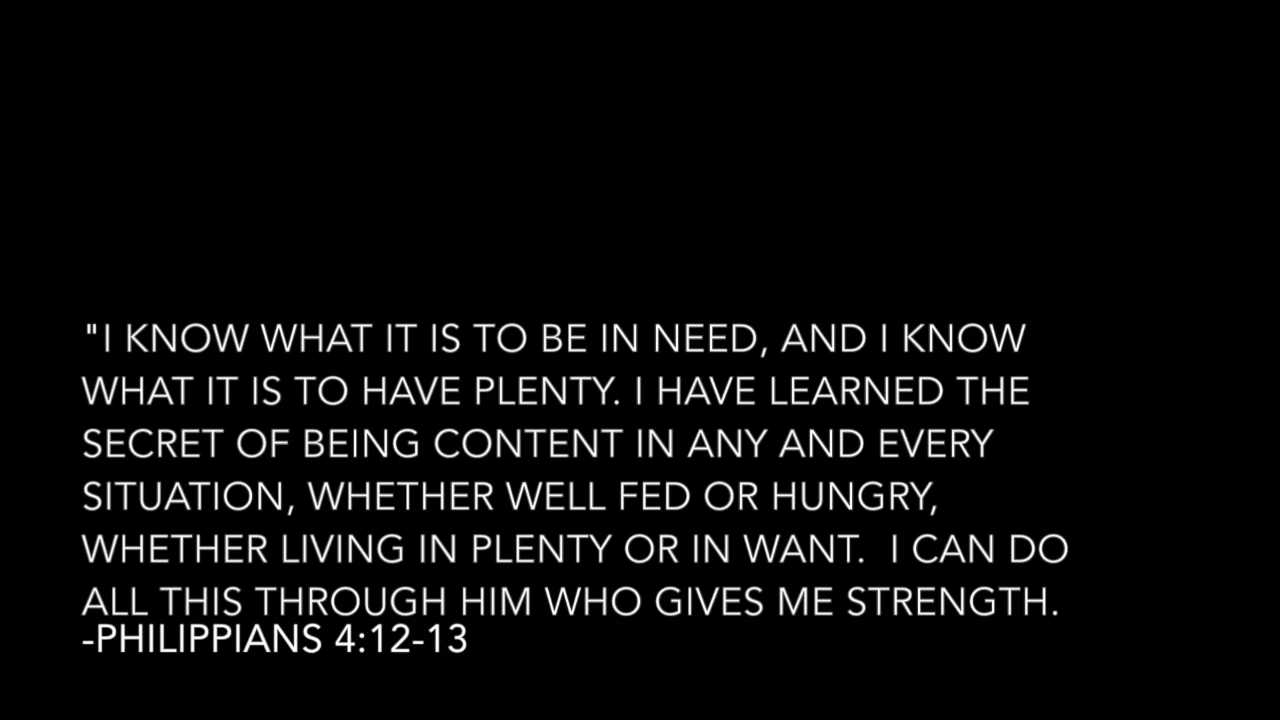 "I KNOW WHAT IT IS TO BE IN NEED, AND I KNOW
WHAT IT IS TO HAVE PLENTY. I HAVE LEARNED THE
SECRET OF BEING CONTENT IN ANY AND EVERY
SITUATION, WHETHER WELL FED OR HUNGRY,
WHETHER LIVING IN PLENTY OR IN WANT.  I CAN DO
ALL THIS THROUGH HIM WHO GIVES ME STRENGTH.
-PHILIPPIANS 4:12-13